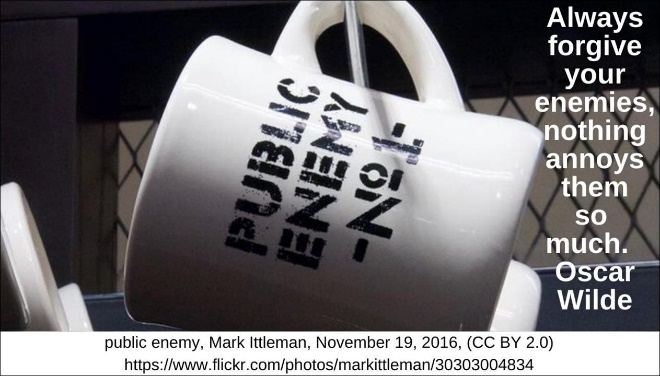 PUBLIC
ENEMY
-Nº1-
Always
forgive
your
enemies,
nothing
annoys
them
so
much.
Oscar
Wilde
public enemy, Mark Ittleman, November 19, 2016, (CC BY 2.0)
https://www.flickr.com/photos/markittleman/30303004834